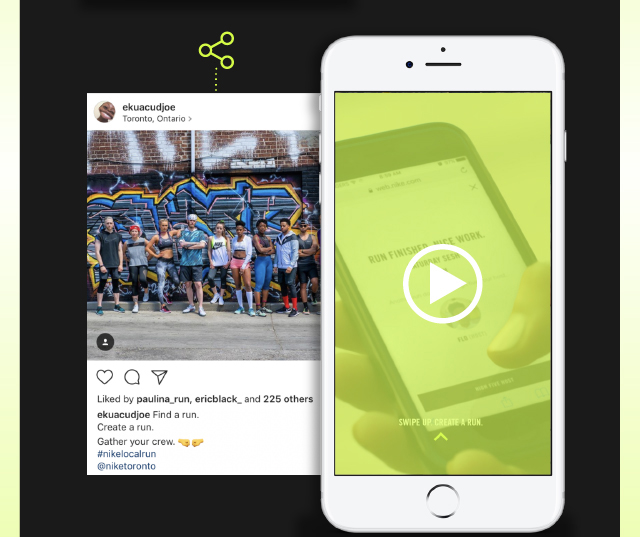 ekuacudjoe
Toronto, Ontario >
Liked by paulina_run, ericblack_ and 225 others
ekuacudjoe Find a run.
Create a run.
Gather your crew. 🤜🤛
#nikelocalrun
@niketoronto
RUN FINISHED. NICE WORK.
SWIPE UP. CREATE A RUN.